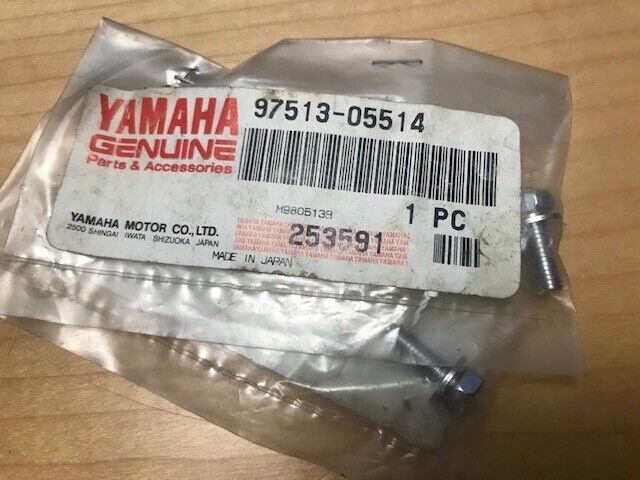 YAMAHA
GENUINE
Parts & Accessories
97513-05514
M9805139
1 PC
YAMAHA MOTOR CO.,LTD.
2500 SHINGAI IWATA SHIZUOKA JAPAN
253591
MADE IN JAPAN